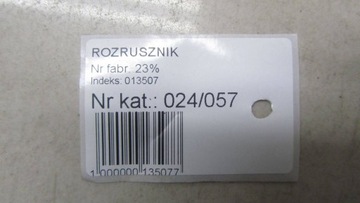 ROZRUSZNIK
Nr fabr. 23%
Indeks: 013507
Nr kat.: 024/057
1 000000 135077